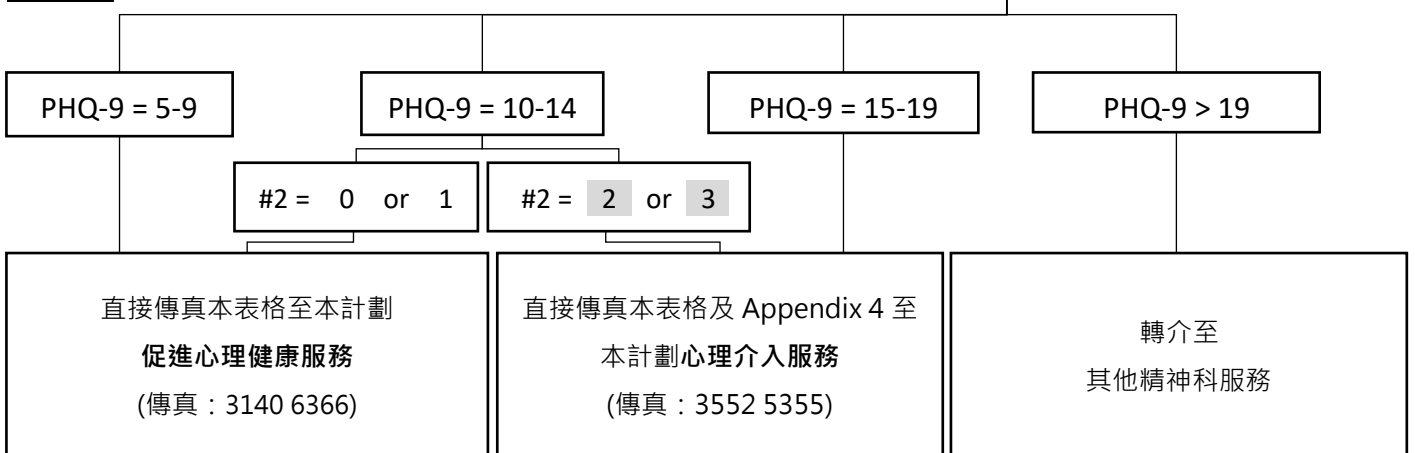 PHQ-9 = 5-9
PHQ-9 = 10-14
PHQ-9 = 15-19
PHQ-9 > 19
#2 = 0 or 1
#2 = 2 or 3
直接傳真本表格至本計劃
促進心理健康服務
(傳真：3140 6366)
直接傳真本表格及 Appendix 4 至
本計劃心理介入服務
(傳真：3552 5355)
轉介至
其他精神科服務